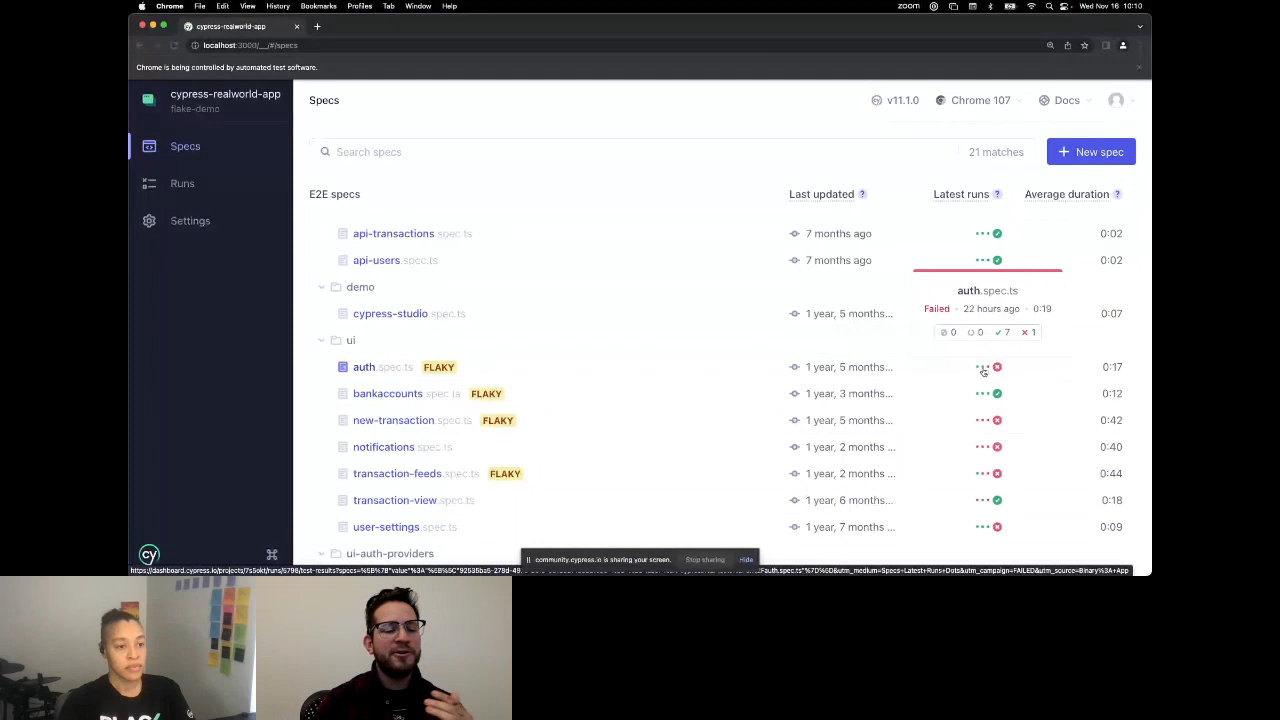 Chrome File Edit View History Bookmarks Profiles Tab Window Help zoom Wed Nov 16 10:10
cypress-realworld-app
localhost:3000/__/#/specs
Chrome is being controlled by automated test software.
cypress-realworld-app
flake-demo
Specs
Runs
Settings
cy
Specs
v11.1.0 Chrome 107 Docs
Search specs 21 matches + New spec
E2E specs Last updated ? Latest runs ? Average duration ?
api-transactions.spec.ts 7 months ago 0:02
api-users.spec.ts 7 months ago 0:02
demo
cypress-studio.spec.ts 1 year, 5 months... 0:07
ui
auth.spec.ts
Failed 22 hours ago 0:19
0 0 7 1
auth.spec.ts FLAKY 1 year, 5 months... 0:17
bankaccounts.spec.ts FLAKY 1 year, 3 months... 0:12
new-transaction.spec.ts FLAKY 1 year, 5 months... 0:42
notifications.spec.ts 1 year, 2 months ... 0:40
transaction-feeds.spec.ts FLAKY 1 year, 2 months ... 0:44
transaction-view.spec.ts 1 year, 6 months... 0:18
user-settings.spec.ts 1 year, 7 months... 0:09
ui-auth-providers
community.cypress.io is sharing your screen. Stop sharing Hide